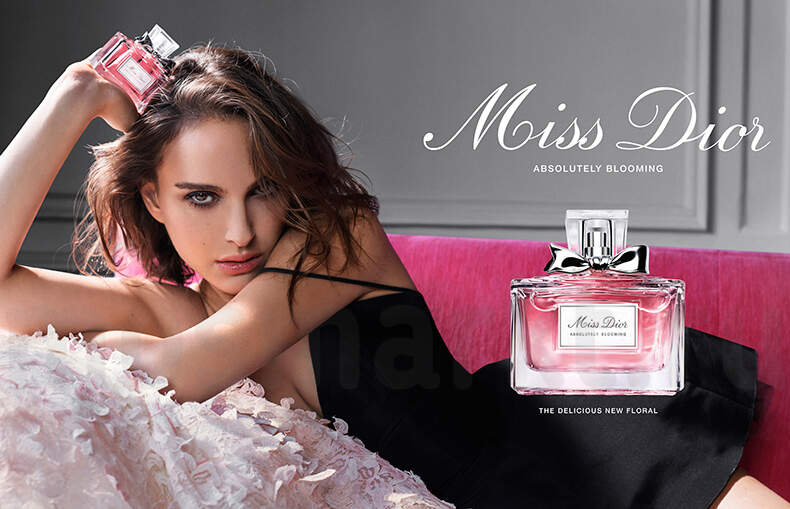 Miss Dior
ABSOLUTELY BLOOMING
Miss Dior
ABSOLUTELY BLOOMING
THE DELICIOUS NEW FLORAL